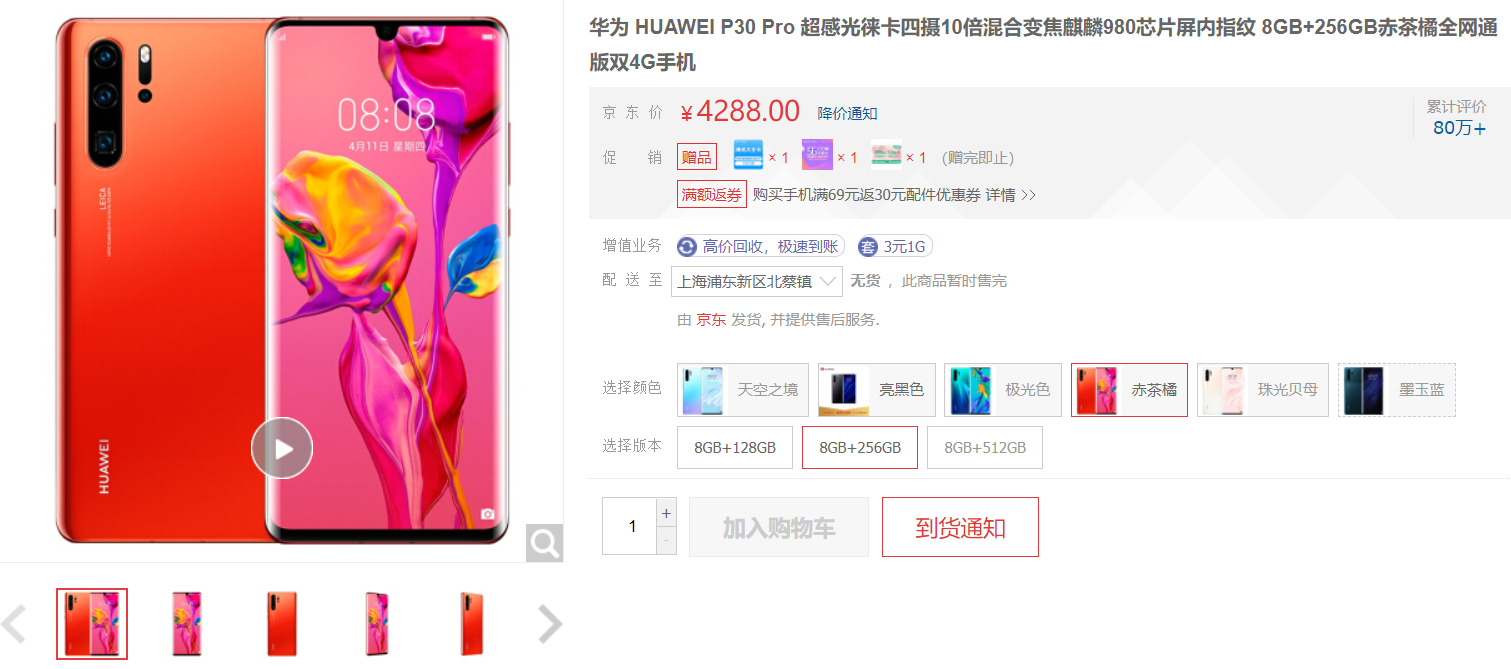 华为 HUAWEI P30 Pro 超感光徕卡四摄10倍混合变焦麒麟980芯片屏内指纹 8GB+256GB赤茶橘全网通
版双4G手机
京东价 ¥4288.00 降价通知
累计评价
80万+
促销 赠品 ×1 ×1 ×1 (赠完即止)
满额返券 购买手机满69元返30元配件优惠券 详情 >>
增值业务 高价回收，极速到账 套 3元1G
配送至 上海浦东新区北蔡镇 无货 ，此商品暂时售完
由 京东 发货, 并提供售后服务.
选择颜色 天空之境 亮黑色 极光色 赤茶橘 珠光贝母 墨玉蓝
选择版本 8GB+128GB 8GB+256GB 8GB+512GB
1 + - 加入购物车 到货通知
08:08
4月11日 星期四
LEICA
HUAWEI